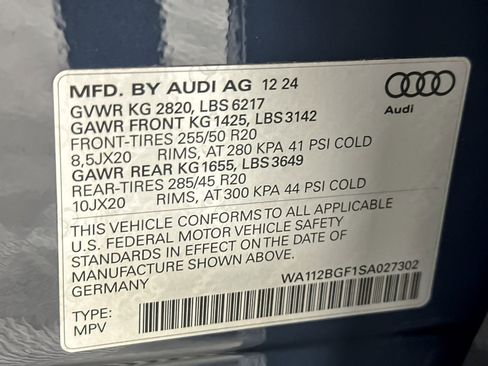 MFD. BY AUDI AG 12 24
GVWR KG 2820, LBS 6217
GAWR FRONT KG 1425, LBS 3142
FRONT-TIRES 255/50 R20
8,5JX20 RIMS, AT 280 KPA 41 PSI COLD
GAWR REAR KG 1655, LBS 3649
REAR-TIRES 285/45 R20
10JX20 RIMS, AT 300 KPA 44 PSI COLD
Audi
THIS VEHICLE CONFORMS TO ALL APPLICABLE
U.S. FEDERAL MOTOR VEHICLE SAFETY
STANDARDS IN EFFECT ON THE DATE OF
MANUFACTURE SHOWN ABOVE.
GERMANY
WA112BGF1SA027302
TYPE:
MPV